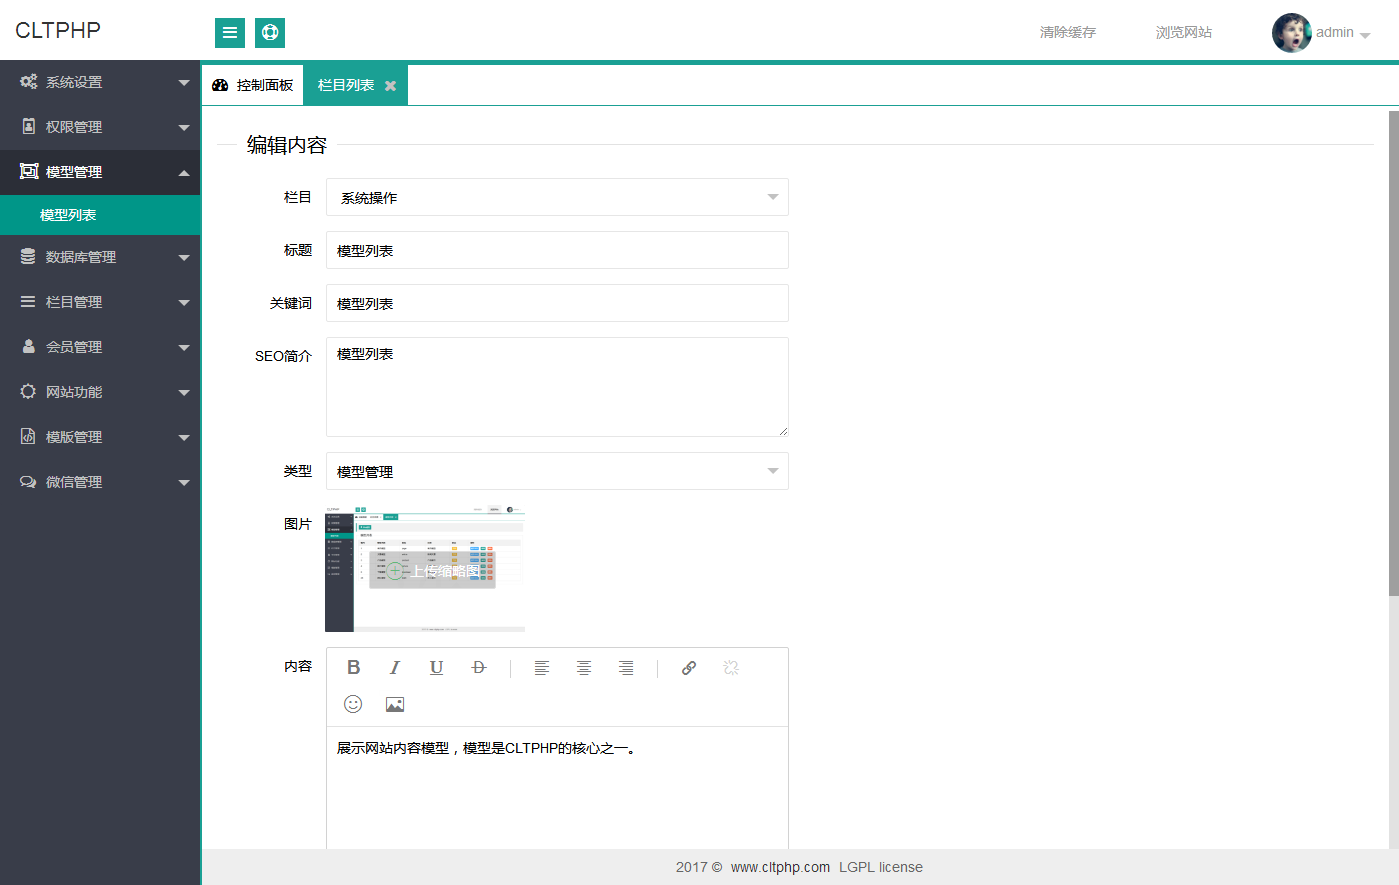 CLTPHP
清除缓存
浏览网站
admin
系统设置
权限管理
模型管理
模型列表
数据库管理
栏目管理
会员管理
网站功能
模版管理
微信管理
控制面板
栏目列表
编辑内容
栏目
系统操作
标题
模型列表
关键词
模型列表
SEO简介
模型列表
类型
模型管理
图片
CLTPHP
上传缩略图
内容
B I U D
展示网站内容模型，模型是CLTPHP的核心之一。
2017 © www.cltphp.com LGPL license